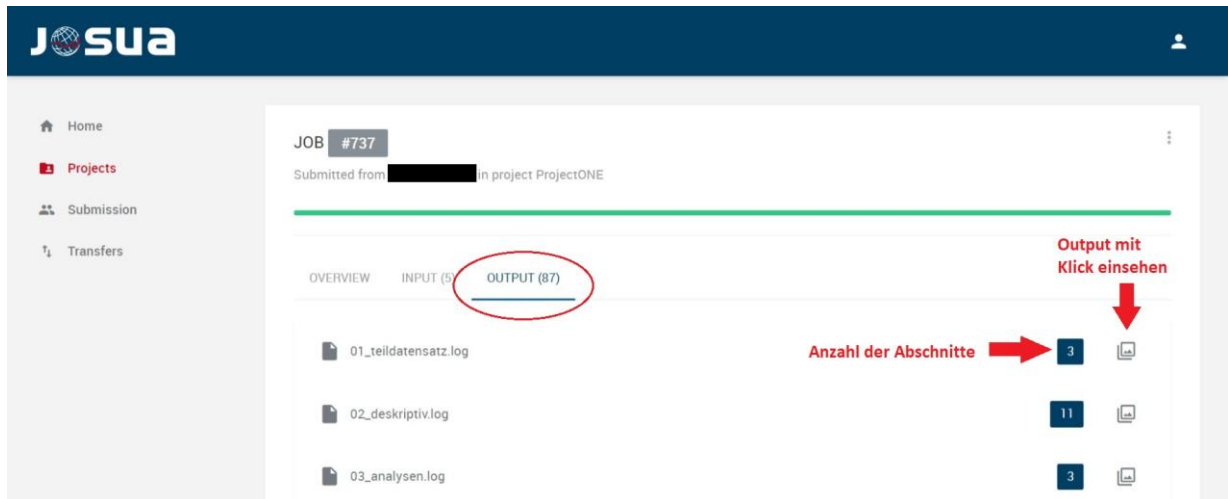 Josua
Home
Projects
Submission
Transfers
JOB #737
Submitted from in project ProjectONE
OVERVIEW INPUT (5) OUTPUT (87)
Output mit
Klick einsehen
01_teildatensatz.log Anzahl der Abschnitte 3
02_deskriptiv.log 11
03_analysen.log 3